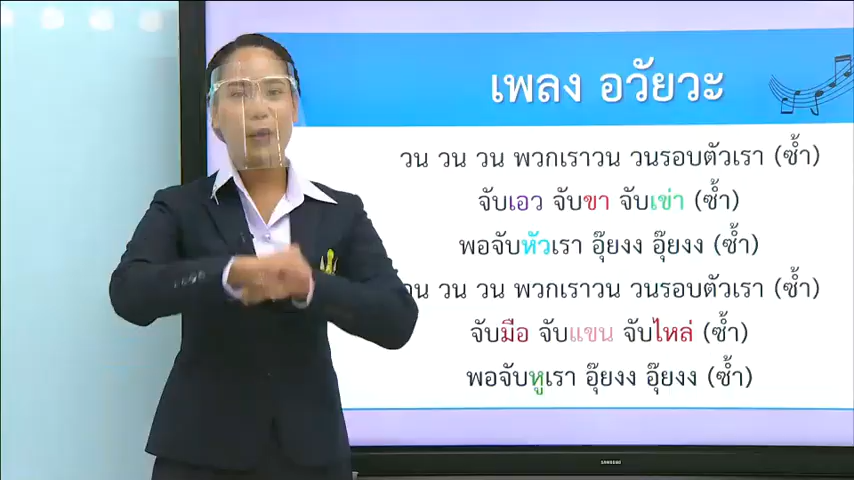 เพลง อวัยวะ
วน วน วน พวกเราวน วนรอบตัวเรา (ซ้ำ)
จับเอว จับขา จับเข่า (ซ้ำ)
พอจับหัวเรา อุ๊ยงง อุ๊ยงง (ซ้ำ)
วน วน วน พวกเราวน วนรอบตัวเรา (ซ้ำ)
จับมือ จับแขน จับไหล่ (ซ้ำ)
พอจับหูเรา อุ๊ยงง อุ๊ยงง (ซ้ำ)
SAMSUNG